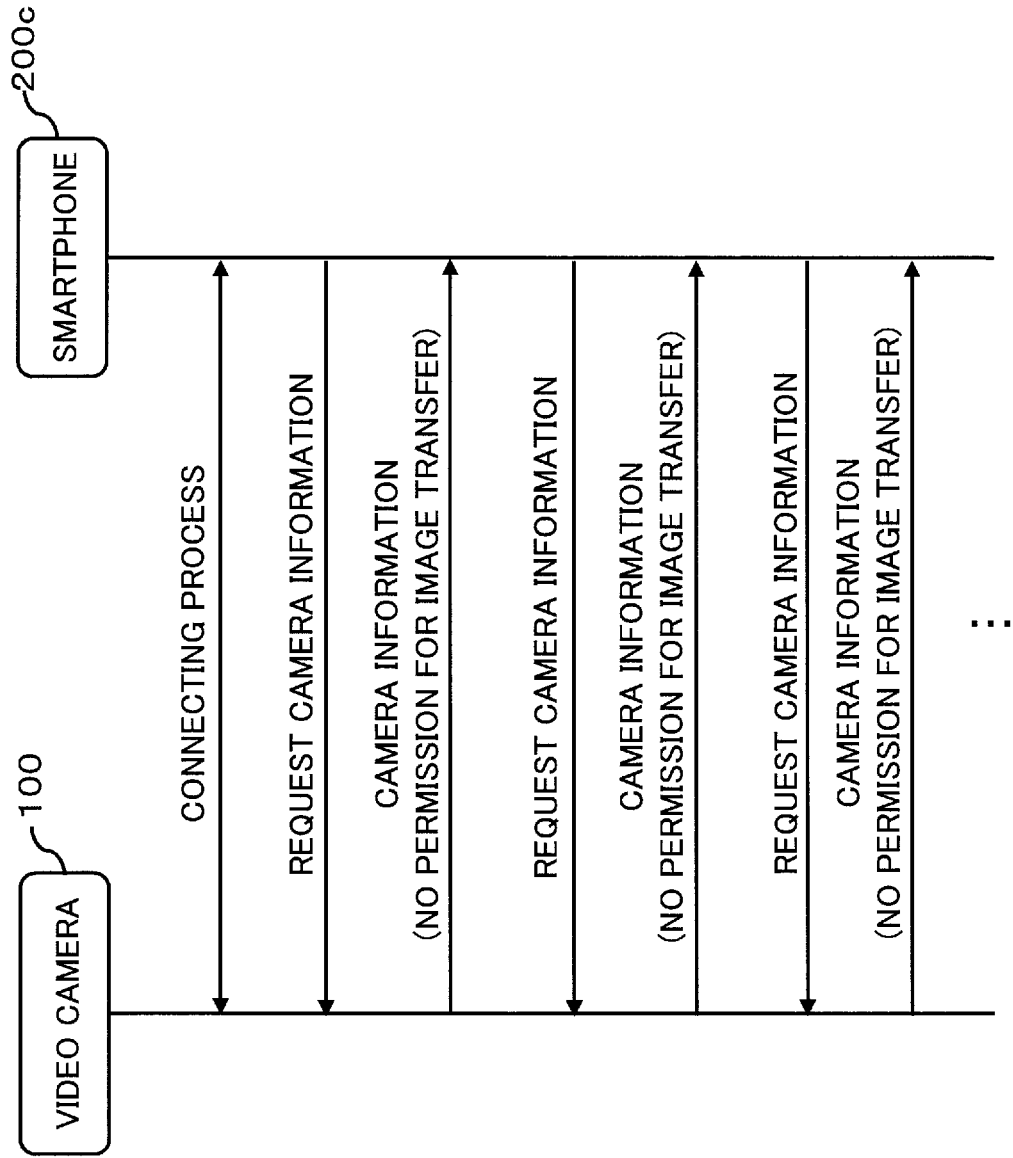 VIDEO CAMERA
100
SMARTPHONE
200c
CONNECTING PROCESS
REQUEST CAMERA INFORMATION
CAMERA INFORMATION
(NO PERMISSION FOR IMAGE TRANSFER)
REQUEST CAMERA INFORMATION
CAMERA INFORMATION
(NO PERMISSION FOR IMAGE TRANSFER)
REQUEST CAMERA INFORMATION
CAMERA INFORMATION
(NO PERMISSION FOR IMAGE TRANSFER)
...